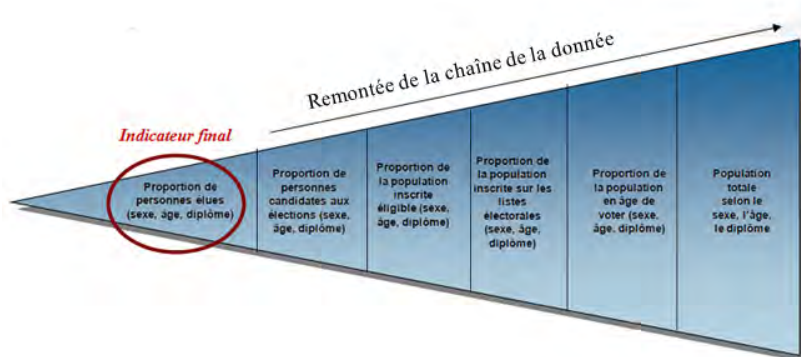 Remontée de la chaîne de la donnée
Indicateur final
Proportion de
personnes élues
(sexe, âge, diplôme)
Proportion de
personnes
candidates aux
élections (sexe,
âge, diplôme)
Proportion de
la population
inscrite
éligible (sexe,
âge, diplôme)
Proportion de
la population
inscrite sur les
listes
électorales
(sexe, âge,
diplôme)
Proportion de
la population
en âge de
voter (sexe,
âge, diplôme)
Population
totale
selon le
sexe, l'âge,
le diplôme